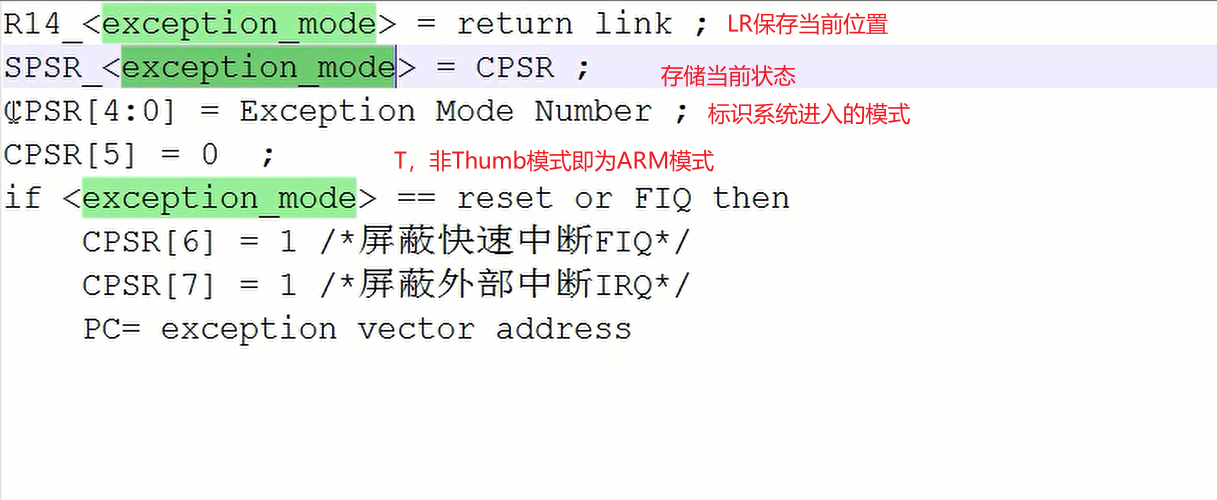 R14_<exception_mode> = return link ; LR保存当前位置
SPSR_<exception_mode> = CPSR ; 存储当前状态
CPSR[4:0] = Exception Mode Number ; 标识系统进入的模式
CPSR[5] = 0 ; T，非Thumb模式即为ARM模式
if <exception_mode> == reset or FIQ then
CPSR[6] = 1 /*屏蔽快速中断FIQ*/
CPSR[7] = 1 /*屏蔽外部中断IRQ*/
PC= exception vector address